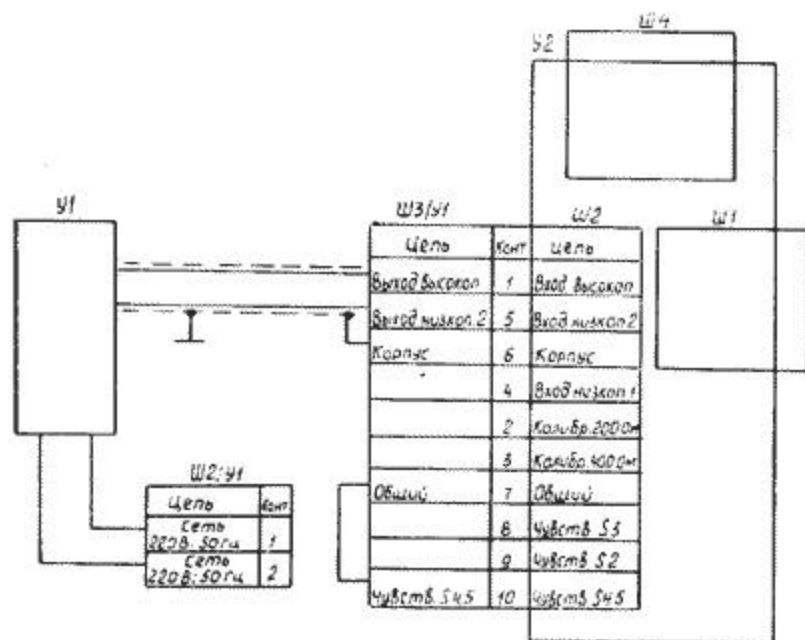 Ш4
У2
У1
Ш3/У1 Ш2 Ш1
Цепь Конт Цепь
Выход высокоп 1 Вход высокоп
Выход низкоп.2 5 Вход низкоп.2
Корпус 6 Корпус
4 Вход низкоп.1
2 Калибр.200 Ом
3 Калибр.400 Ом
Общий 7 Общий
8 Чувств. S3
9 Чувств. S2
Чувств. S4.5 10 Чувств. S4.5
Ш2/У1
Цепь Конт
Сеть
220В; 50Гц 1
Сеть
220В; 50Гц 2